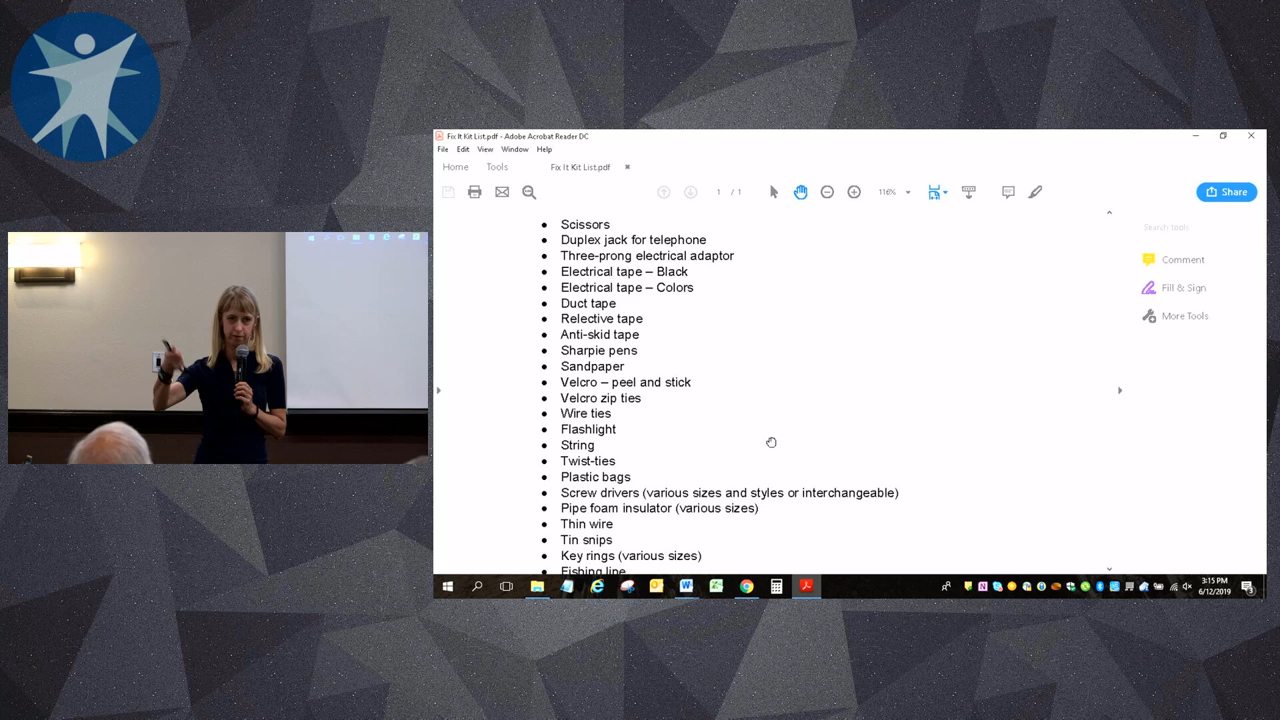 Fix It Kit List.pdf - Adobe Acrobat Reader DC
File Edit View Window Help
Home Tools Fix It Kit List.pdf
1 / 1 116% Share
Search tools
Comment
Fill & Sign
More Tools
• Scissors
• Duplex jack for telephone
• Three-prong electrical adaptor
• Electrical tape – Black
• Electrical tape – Colors
• Duct tape
• Relective tape
• Anti-skid tape
• Sharpie pens
• Sandpaper
• Velcro – peel and stick
• Velcro zip ties
• Wire ties
• Flashlight
• String
• Twist-ties
• Plastic bags
• Screw drivers (various sizes and styles or interchangeable)
• Pipe foam insulator (various sizes)
• Thin wire
• Tin snips
• Key rings (various sizes)
• Fishing line
3:15 PM
6/12/2019